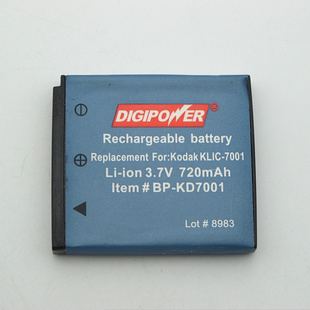 DIGIPOWER
Rechargeable battery
Replacement For:Kodak KLIC-7001
Li-ion 3.7V 720mAh
Item#BP-KD7001
Lot # 8983